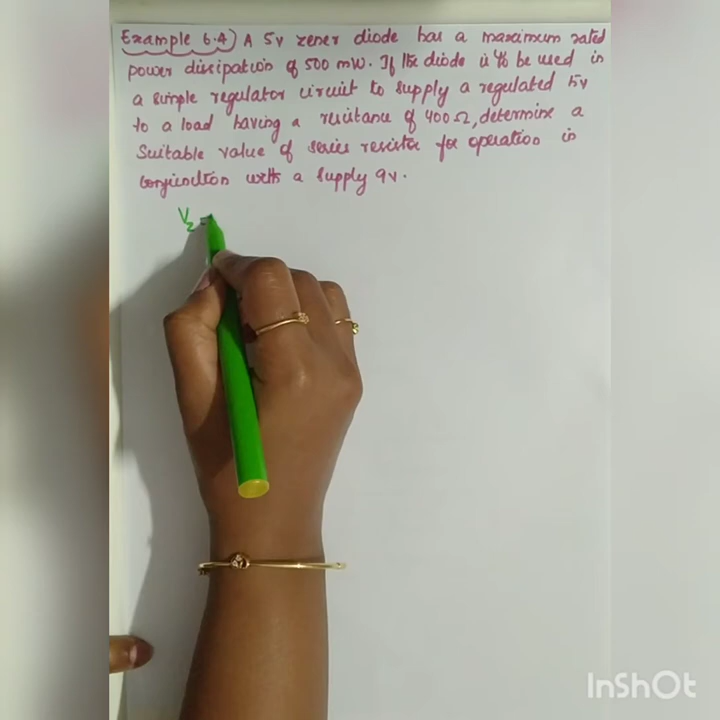 Example 6.4) A 5v zener diode has a maximum rated
power dissipation of 500 mW. If the diode is to be used in
a simple regulator circuit to supply a regulated 5v
to a load having a resistance of 400Ω, determine a
Suitable value of series resistor for operation in
Conjunction with a Supply 9v.
Vz =
InShOt